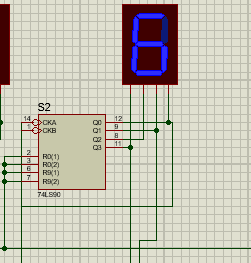 S2
14 CKA Q0 12
1 CKB Q1 9
Q2 8
Q3 11
2 R0(1)
3 R0(2)
6 R9(1)
7 R9(2)
74LS90